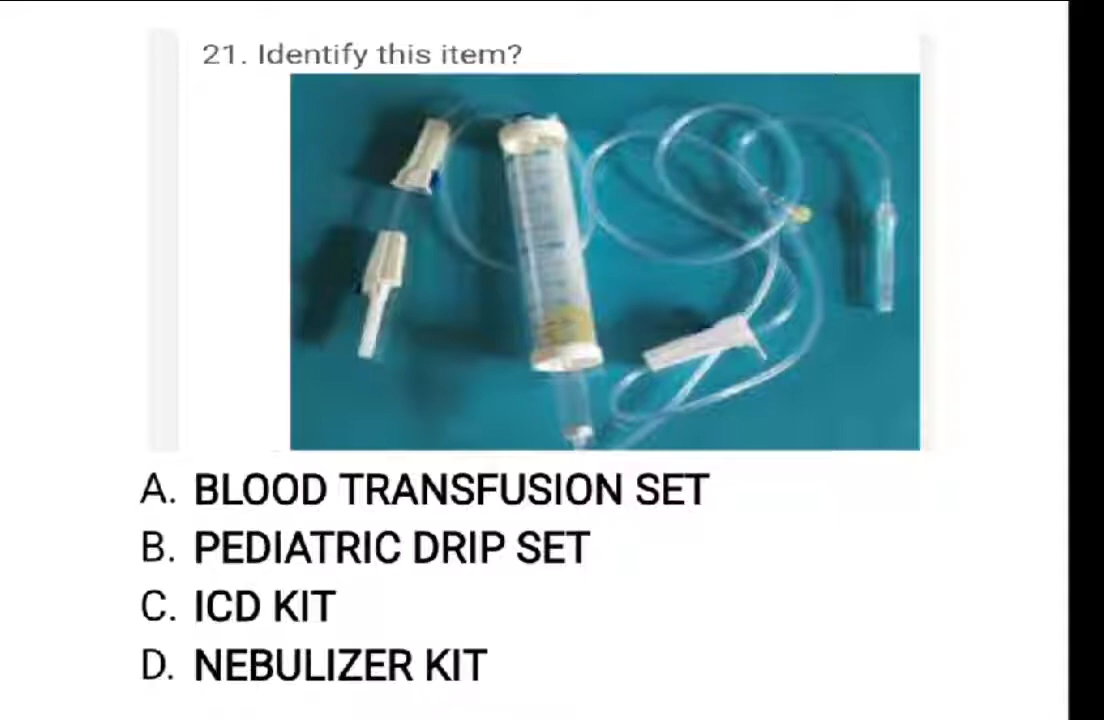 21. Identify this item?
A. BLOOD TRANSFUSION SET
B. PEDIATRIC DRIP SET
C. ICD KIT
D. NEBULIZER KIT